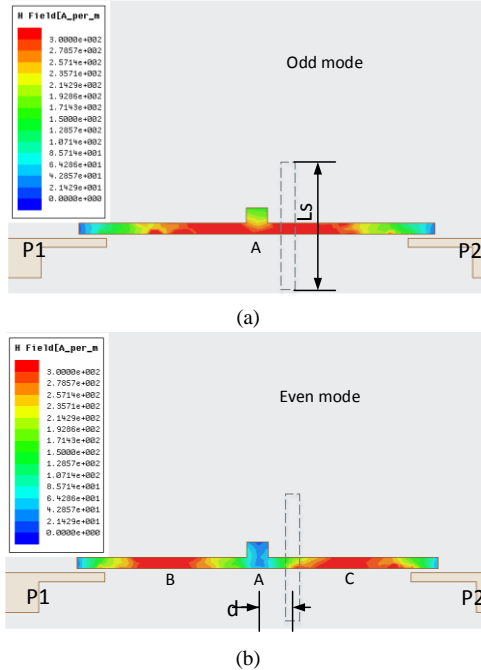 H Field[A_per_m
3.0000e+002
2.7857e+002
2.5714e+002
2.3571e+002
2.1429e+002
1.9286e+002
1.7143e+002
1.5000e+002
1.2857e+002
1.0714e+002
8.5714e+001
6.4286e+001
4.2857e+001
2.1429e+001
0.0000e+000
Odd mode
Ls
P1
A
P2
(a)
H Field[A_per_m
3.0000e+002
2.7857e+002
2.5714e+002
2.3571e+002
2.1429e+002
1.9286e+002
1.7143e+002
1.5000e+002
1.2857e+002
1.0714e+002
8.5714e+001
6.4286e+001
4.2857e+001
2.1429e+001
0.0000e+000
Even mode
B A C
P1
d
P2
(b)